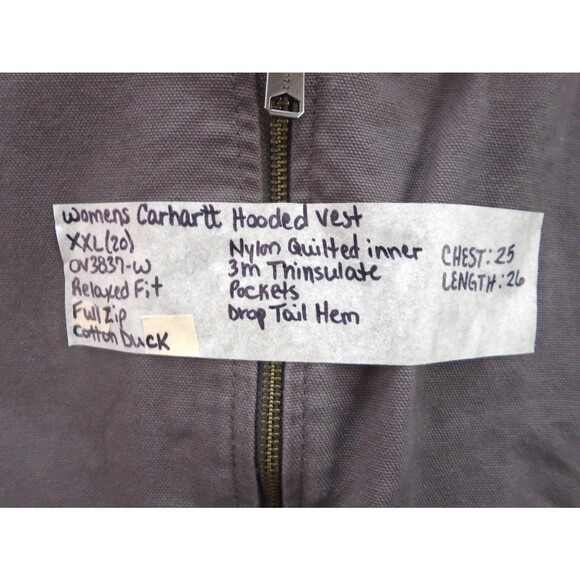 Womens Carhartt Hooded Vest
XXL(20)
OV3837-W
Relaxed Fit
Full Zip
Cotton Duck
Nylon Quilted inner
3m Thinsulate
Pockets
Drop Tail Hem
CHEST: 25
LENGTH: 26